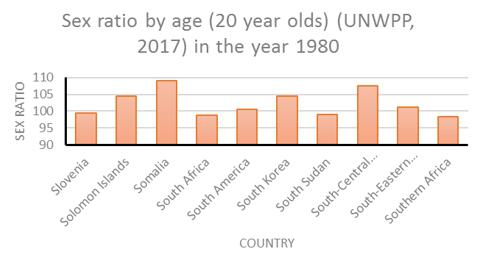 Sex ratio by age (20 year olds) (UNWPP,
2017) in the year 1980
110
105
100
95
90
SEX RATIO
Slovenia
Solomon Islands
Somalia
South Africa
South America
South Korea
South Sudan
South-Central...
South-Eastern...
Southern Africa
COUNTRY